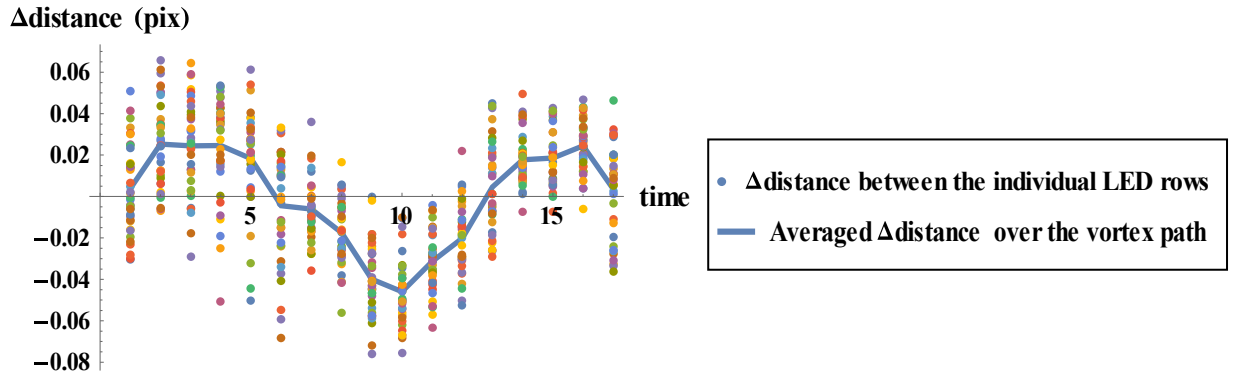 Δdistance (pix)
0.06
0.04
0.02
−0.02
−0.04
−0.06
−0.08
5
10
15
time
Δdistance between the individual LED rows
Averaged Δdistance over the vortex path